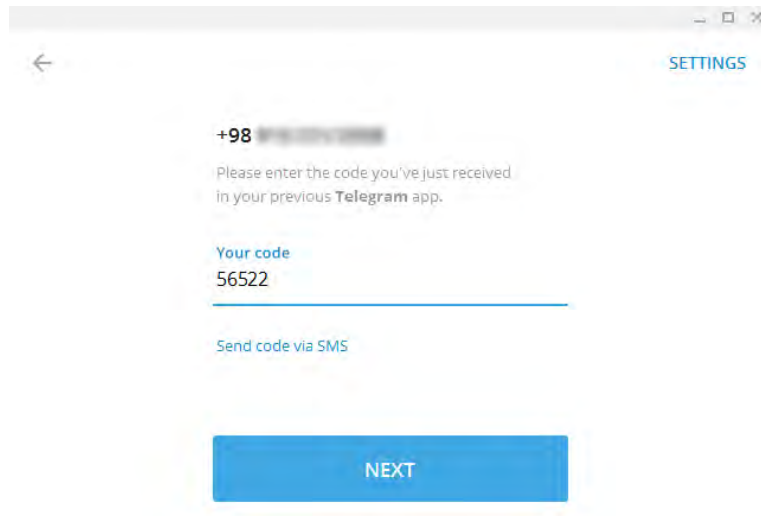 SETTINGS
+98
Please enter the code you've just received
in your previous Telegram app.
Your code
56522
Send code via SMS
NEXT